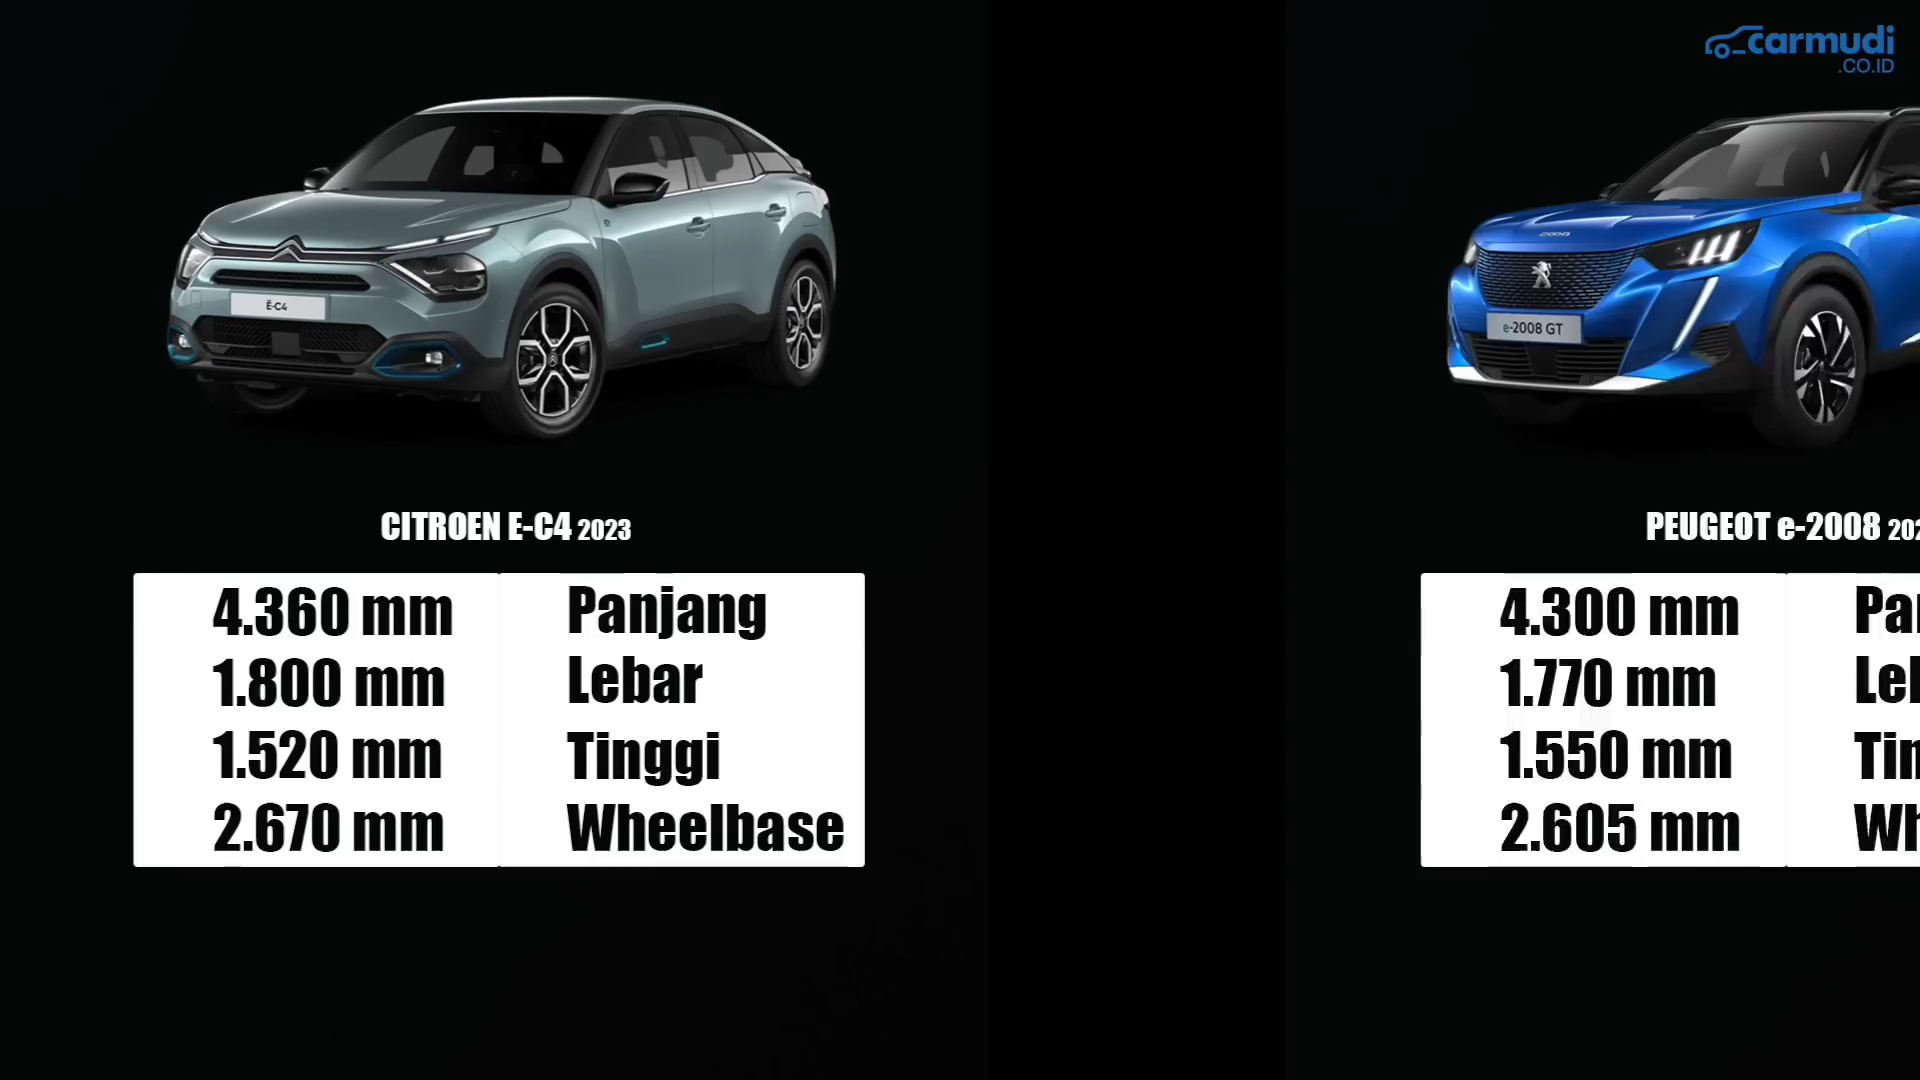 carmudi
.CO.ID
Ë-C4
2008
e-2008 GT
CITROEN E-C4 2023
4.360 mm Panjang
1.800 mm Lebar
1.520 mm Tinggi
2.670 mm Wheelbase
PEUGEOT e-2008
4.300 mm
1.770 mm
1.550 mm
2.605 mm